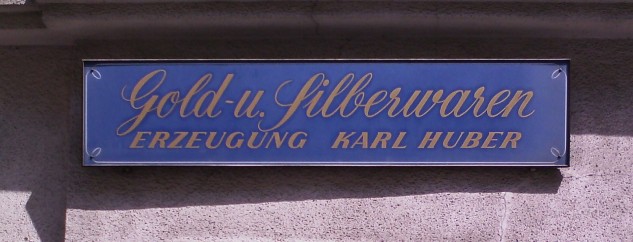 Gold-u. Silberwaren
ERZEUGUNG KARL HUBER